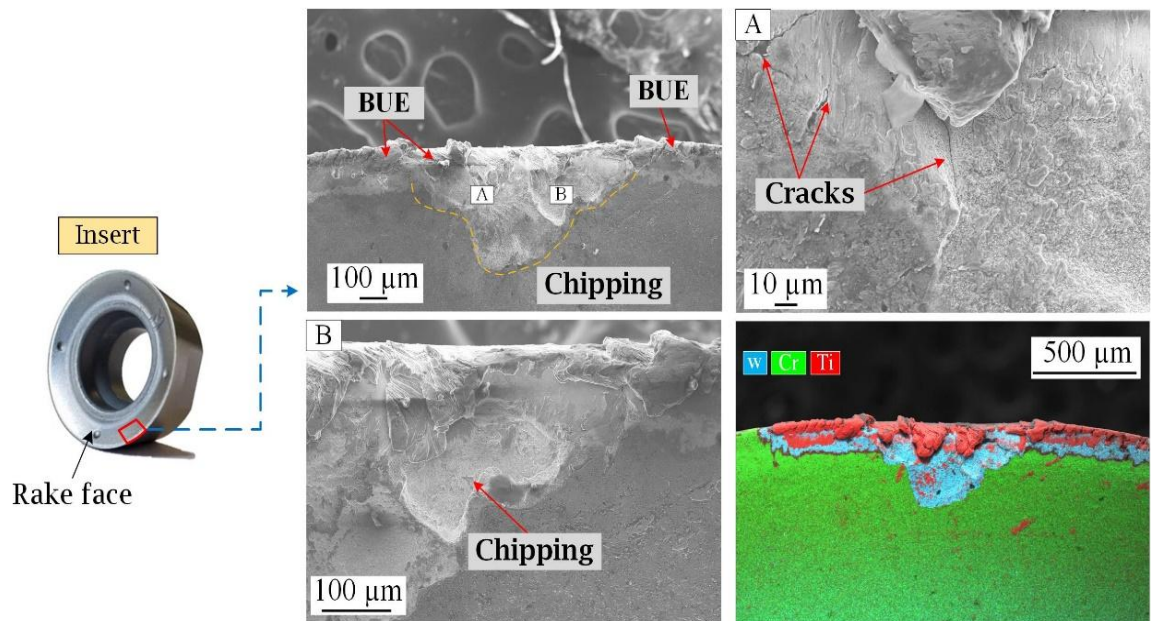 Insert
Rake face
BUE
BUE
A
B
100 µm
Chipping
A
Cracks
10 µm
B
Chipping
100 µm
w Cr Ti
500 µm